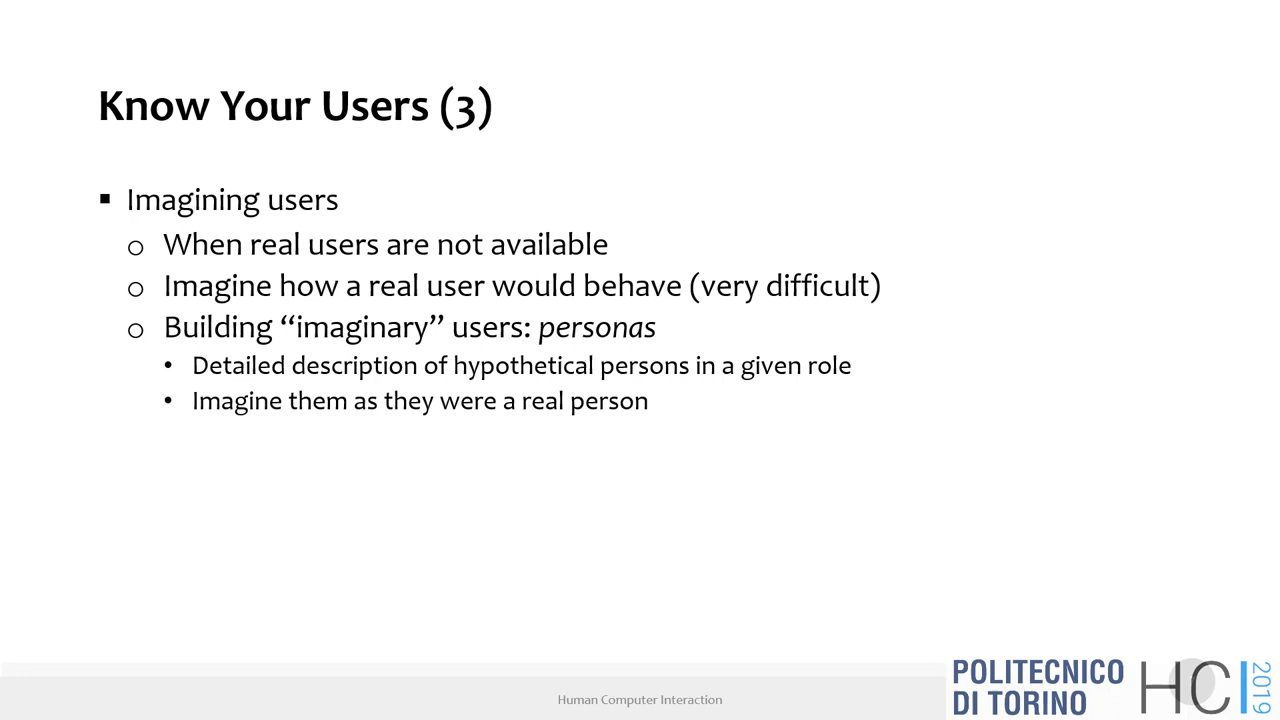 Know Your Users (3)
▪ Imagining users
o When real users are not available
o Imagine how a real user would behave (very difficult)
o Building “imaginary” users: personas
• Detailed description of hypothetical persons in a given role
• Imagine them as they were a real person
Human Computer Interaction
POLITECNICO
DI TORINO
HCI
2019